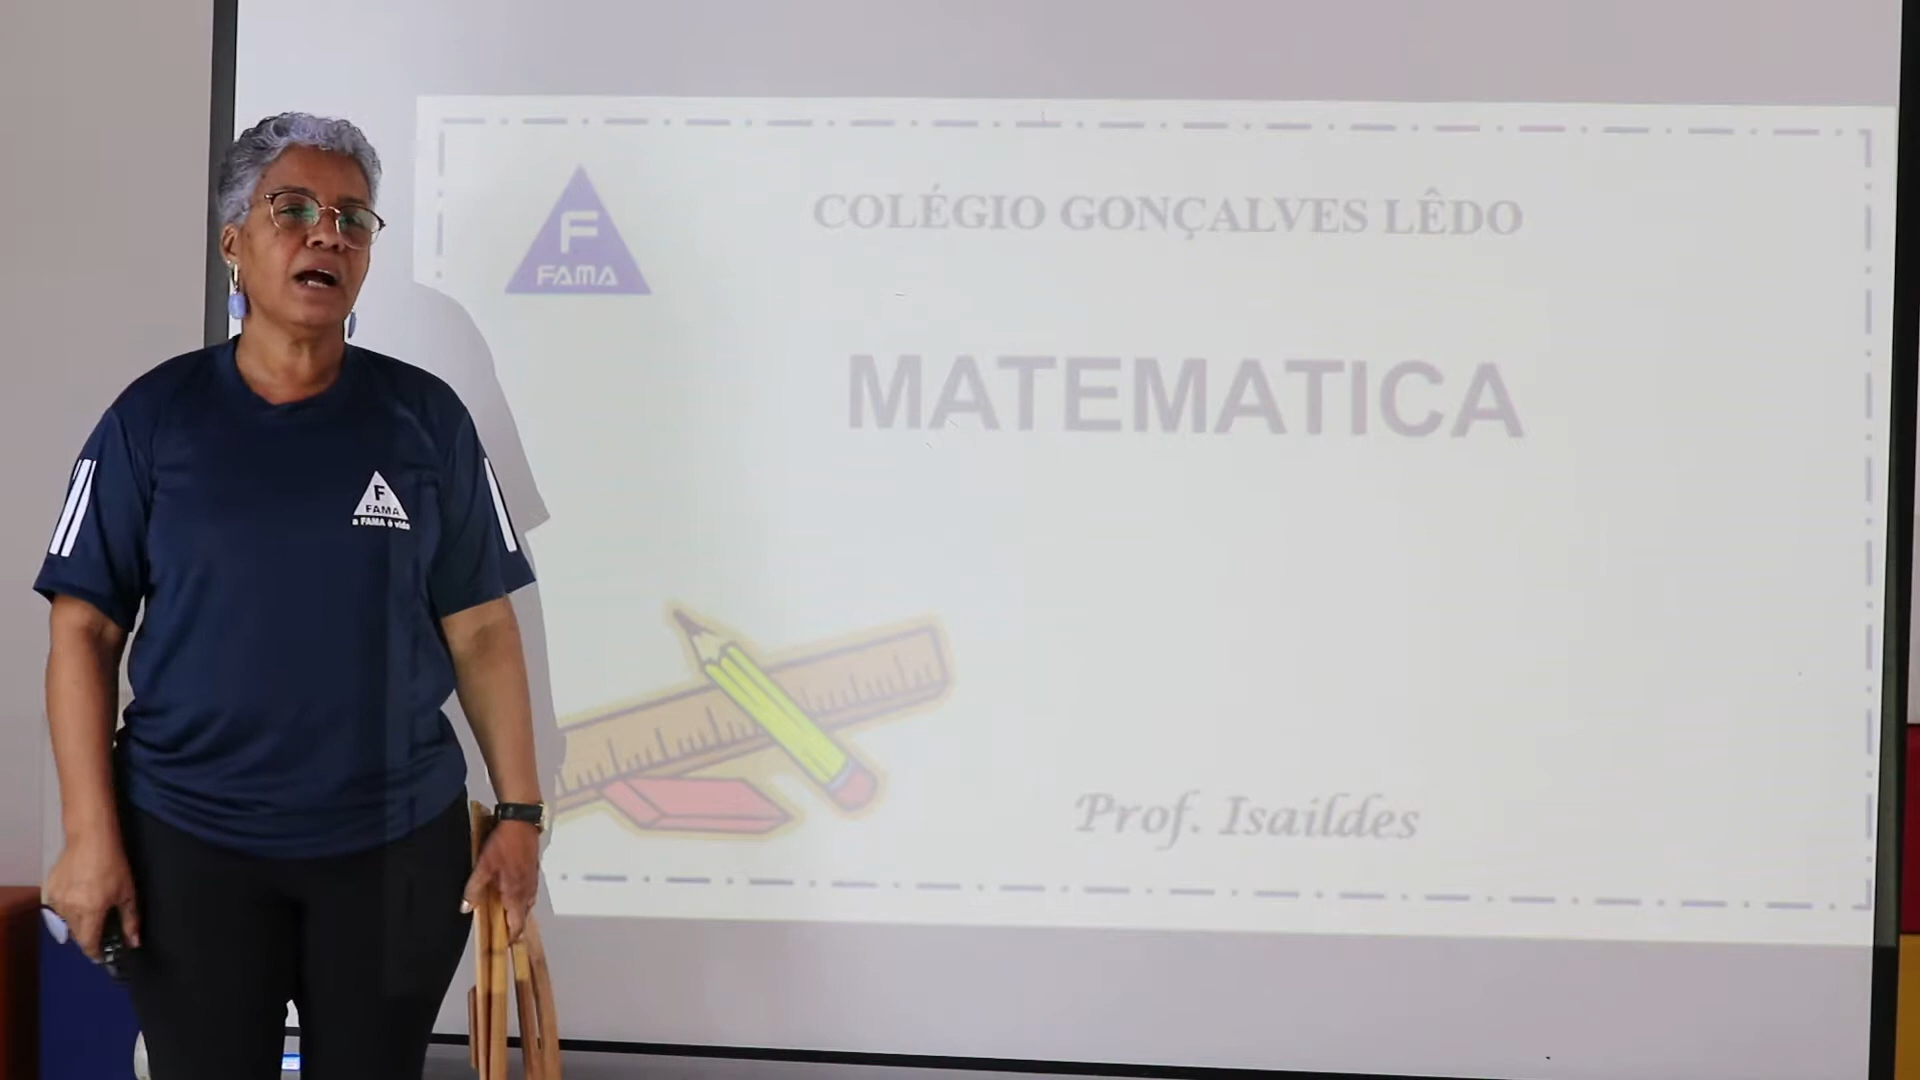 COLÉGIO GONÇALVES LÊDO
F
FAMA
MATEMATICA
F
FAMA
a FAMA é vida
Prof. Isaildes